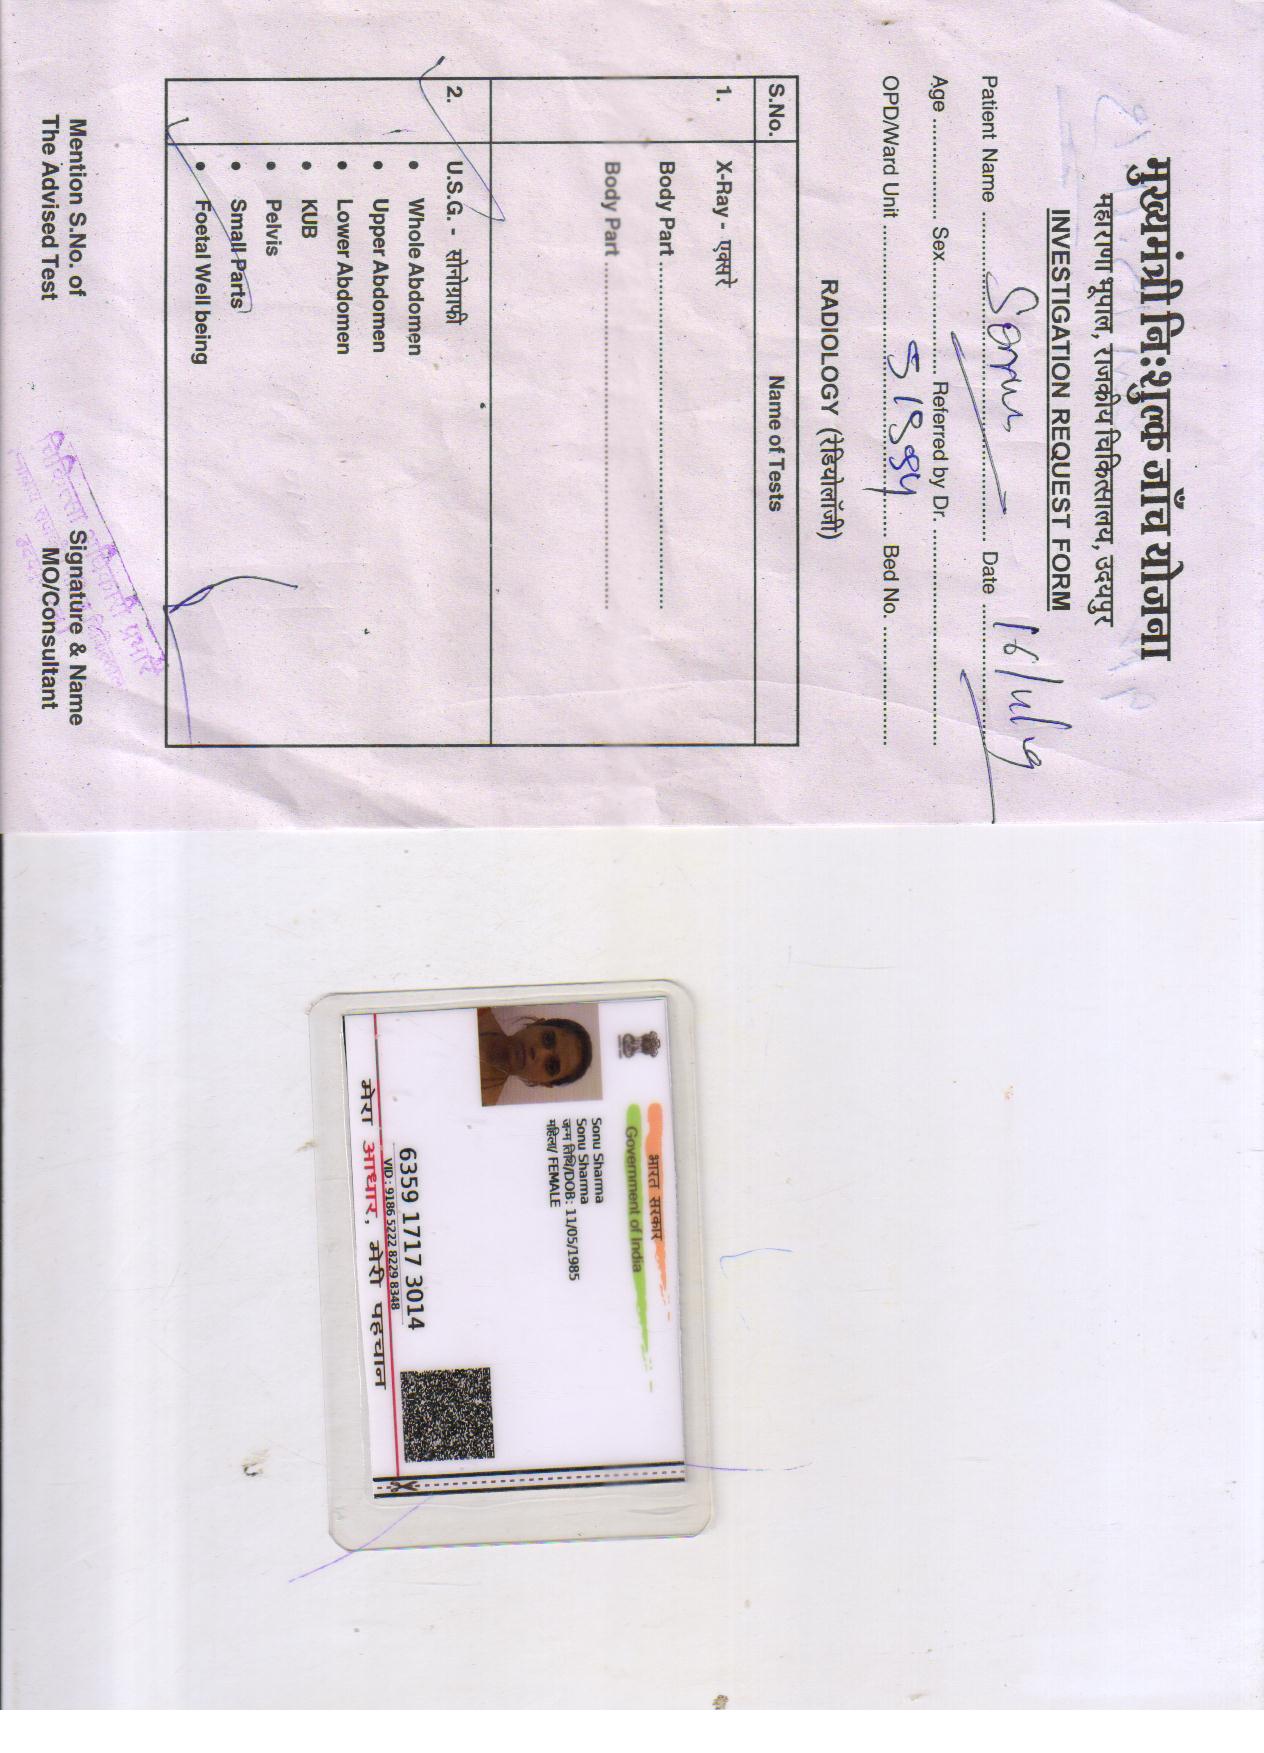 मुख्यमंत्री निःशुल्क जाँच योजना
महाराणा भूपाल, राजकीय चिकित्सालय, उदयपुर
INVESTIGATION REQUEST FORM
Patient Name .......... Date ..........
Age .......... Sex .......... Referred by Dr. ..........
OPD/Ward Unit .......... Bed No. ..........
RADIOLOGY (रेडियोलॉजी)
S.No. Name of Tests
1. X-Ray - एक्सरे
Body Part ..........
Body Part ..........
2. U.S.G. - सोनोग्राफी
• Whole Abdomen
• Upper Abdomen
• Lower Abdomen
• KUB
• Pelvis
• Small Parts
• Foetal Well being
Mention S.No. of
The Advised Test
Signature & Name
MO/Consultant
भारत सरकार
Government of India
Sonu Sharma
Sonu Sharma
जन्म तिथि/DOB: 11/05/1985
महिला/ FEMALE
6359 1717 3014
VID : 9186 5222 8229 8348
मेरा आधार, मेरी पहचान